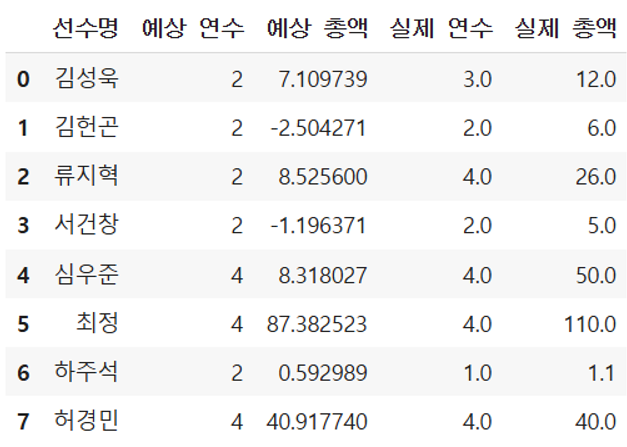 선수명 예상 연수 예상 총액 실제 연수 실제 총액
0 김성욱 2 7.109739 3.0 12.0
1 김헌곤 2 -2.504271 2.0 6.0
2 류지혁 2 8.525600 4.0 26.0
3 서건창 2 -1.196371 2.0 5.0
4 심우준 4 8.318027 4.0 50.0
5 최정 4 87.382523 4.0 110.0
6 하주석 2 0.592989 1.0 1.1
7 허경민 4 40.917740 4.0 40.0